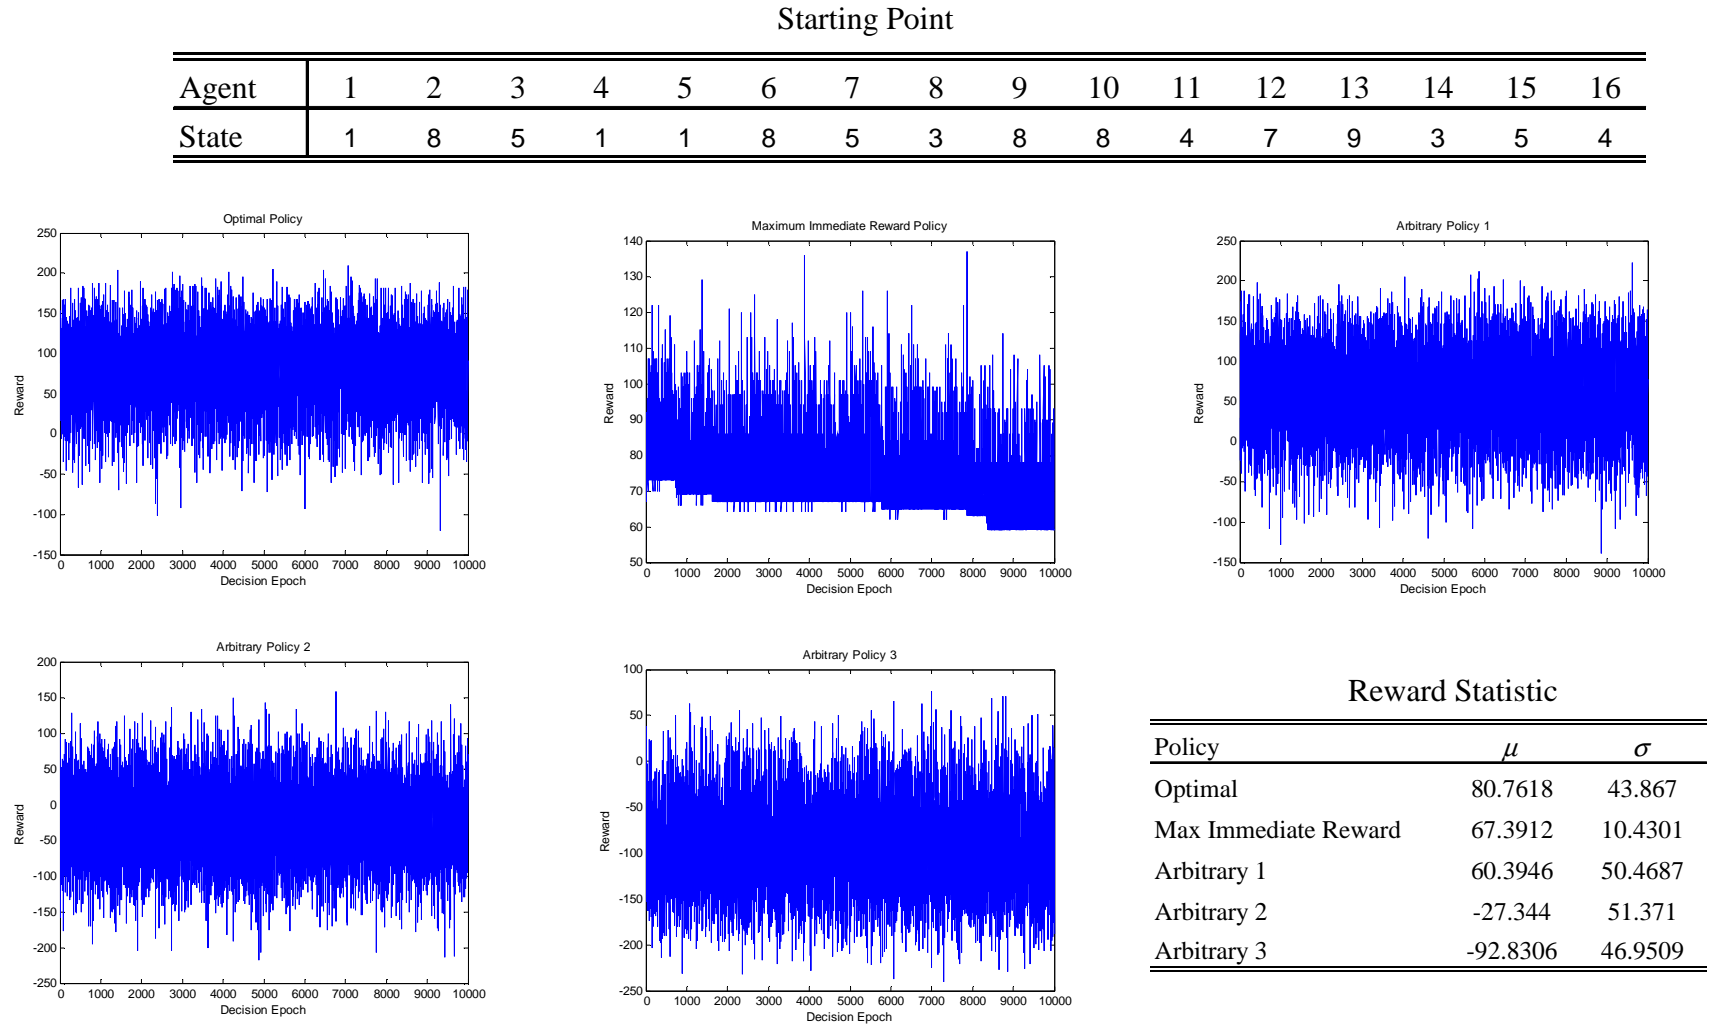 Starting Point
Agent 1 2 3 4 5 6 7 8 9 10 11 12 13 14 15 16
State 1 8 5 1 1 8 5 3 8 8 4 7 9 3 5 4
Optimal Policy
250
200
150
100
50
0
-50
-100
-150
Reward
0 1000 2000 3000 4000 5000 6000 7000 8000 9000 10000
Decision Epoch
Maximum Immediate Reward Policy
140
130
120
110
100
90
80
70
60
50
Reward
0 1000 2000 3000 4000 5000 6000 7000 8000 9000 10000
Decision Epoch
Arbitrary Policy 1
250
200
150
100
50
0
-50
-100
-150
Reward
0 1000 2000 3000 4000 5000 6000 7000 8000 9000 10000
Decision Epoch
Arbitrary Policy 2
200
150
100
50
0
-50
-100
-150
-200
-250
Reward
0 1000 2000 3000 4000 5000 6000 7000 8000 9000 10000
Decision Epoch
Arbitrary Policy 3
100
50
0
-50
-100
-150
-200
-250
Reward
0 1000 2000 3000 4000 5000 6000 7000 8000 9000 10000
Decision Epoch
Reward Statistic
Policy μ σ
Optimal 80.7618 43.867
Max Immediate Reward 67.3912 10.4301
Arbitrary 1 60.3946 50.4687
Arbitrary 2 -27.344 51.371
Arbitrary 3 -92.8306 46.9509